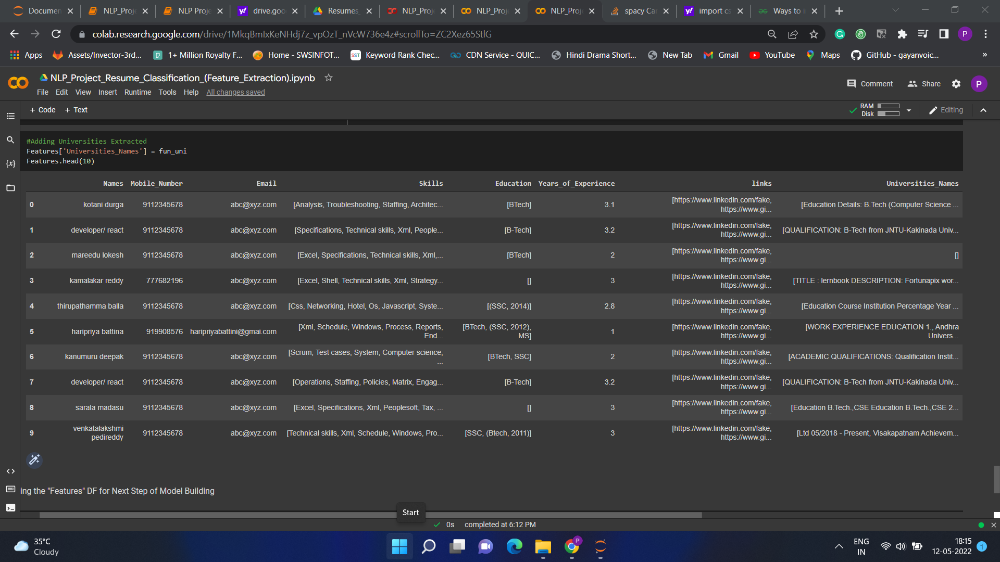 Documen
NLP_Proje
NLP Proje
drive.goo
Resumes_
NLP_Proje
NLP_Proje
NLP_Proje
spacy Car
import cs
Ways to i
colab.research.google.com/drive/1MkqBmIxKeNHdj7z_vpOzT_nVcW736e4z#scrollTo=ZC2Xez65StlG
P
Apps
Assets/Invector-3rd...
1+ Million Royalty F...
Home - SWSINFOT...
SST
Keyword Rank Chec...
CDN Service - QUIC...
Hindi Drama Short...
New Tab
Gmail
YouTube
Maps
GitHub - gayanvoic...
»
NLP_Project_Resume_Classification_(Feature_Extraction).ipynb
Comment
Share
P
File Edit View Insert Runtime Tools Help All changes saved
+ Code + Text
RAM
Disk
Editing
#Adding Universities Extracted
Features['Universities_Names'] = fun_uni
Features.head(10)
Names Mobile_Number Email Skills Education Years_of_Experience links Universities_Names
0 kotani durga 9112345678 abc@xyz.com [Analysis, Troubleshooting, Staffing, Architec... [BTech] 3.1 [https://www.linkedin.com/fake, https://www.gi... [Education Details: B.Tech (Computer Science ...
1 developer/ react 9112345678 abc@xyz.com [Specifications, Technical skills, Xml, People... [B-Tech] 3.2 [https://www.linkedin.com/fake, https://www.gi... [QUALIFICATION: B-Tech from JNTU-Kakinada Univ...
2 mareedu lokesh 9112345678 abc@xyz.com [Excel, Specifications, Technical skills, Xml,... [BTech] 2 [https://www.linkedin.com/fake, https://www.gi... []
3 kamalakar reddy 777682196 abc@xyz.com [Excel, Shell, Technical skills, Xml, Strategy... [] 3 [https://www.linkedin.com/fake, https://www.gi... [TITLE : lernbook DESCRIPTION: Fortunapix wor...
4 thirupathamma balla 9112345678 abc@xyz.com [Css, Networking, Hotel, Os, Javascript, Syste... [(SSC, 2014)] 2.8 [https://www.linkedin.com/fake, https://www.gi... [Education Course Institution Percentage Year ...
5 haripriya battina 919908576 haripriyabattini@gmai.com [Xml, Schedule, Windows, Process, Reports, End... [BTech, (SSC, 2012), MS] 1 [https://www.linkedin.com/fake, https://www.gi... [WORK EXPERIENCE EDUCATION 1., Andhra Univers...
6 kanumuru deepak 9112345678 abc@xyz.com [Scrum, Test cases, System, Computer science, ... [BTech, SSC] 2 [https://www.linkedin.com/fake, https://www.gi... [ACADEMIC QUALIFICATIONS: Qualification Instit...
7 developer/ react 9112345678 abc@xyz.com [Operations, Staffing, Policies, Matrix, Engag... [B-Tech] 3.2 [https://www.linkedin.com/fake, https://www.gi... [QUALIFICATION: B-Tech from JNTU-Kakinada Univ...
8 sarala madasu 9112345678 abc@xyz.com [Excel, Specifications, Xml, Peoplesoft, Tax, ... [] 3 [https://www.linkedin.com/fake, https://www.gi... [Education B.Tech.,CSE Education B.Tech.,CSE 2...
9 venkatalakshmi pedireddy 9112345678 abc@xyz.com [Technical skills, Xml, Schedule, Windows, Pro... [SSC, (Btech, 2011)] 3 [https://www.linkedin.com/fake, https://www.gi... [Ltd 05/2018 - Present, Visakapatnam Achievem...
ing the "Features" DF for Next Step of Model Building
Start
0s completed at 6:12 PM
35°C
Cloudy
P
ENG
IN
18:15
12-05-2022
1